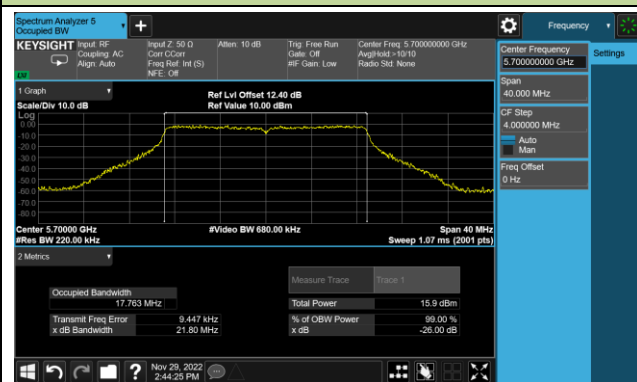 Spectrum Analyzer 5
Occupied BW
Frequency
KEYSIGHT
Input: RF
Coupling: AC
Align: Auto
Input Z: 50 Ω
Corr CCorr
Freq Ref: Int (S)
NFE: Off
Atten: 10 dB
Trig: Free Run
Gate: Off
#IF Gain: Low
Center Freq: 5.700000000 GHz
Avg|Hold:>10/10
Radio Std: None
Center Frequency
5.700000000 GHz
Settings
Span
40.000 MHz
CF Step
4.000000 MHz
Auto
Man
Freq Offset
0 Hz
1 Graph
Scale/Div 10.0 dB
Ref Lvl Offset 12.40 dB
Ref Value 10.00 dBm
Log
0.00
-10.0
-20.0
-30.0
-40.0
-50.0
-60.0
-70.0
-80.0
Center 5.70000 GHz
#Video BW 680.00 kHz
Span 40 MHz
#Res BW 220.00 kHz
Sweep 1.07 ms (2001 pts)
2 Metrics
Measure Trace
Trace 1
Occupied Bandwidth
17.763 MHz
Total Power
15.9 dBm
Transmit Freq Error
9.447 kHz
% of OBW Power
99.00 %
x dB Bandwidth
21.80 MHz
x dB
-26.00 dB
Nov 29, 2022
2:44:25 PM